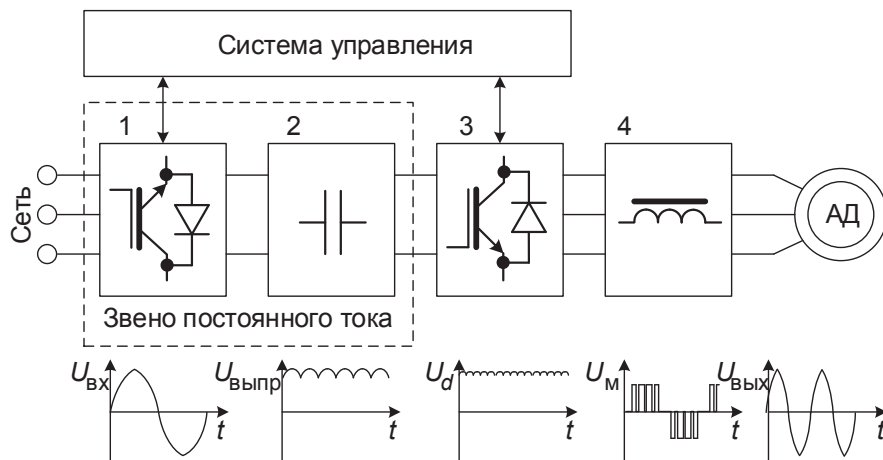 Система управления
1
2
3
4
Сеть
АД
Звено постоянного тока
Uвх
t
Uвыпр
t
Ud
t
Uм
t
Uвых
t